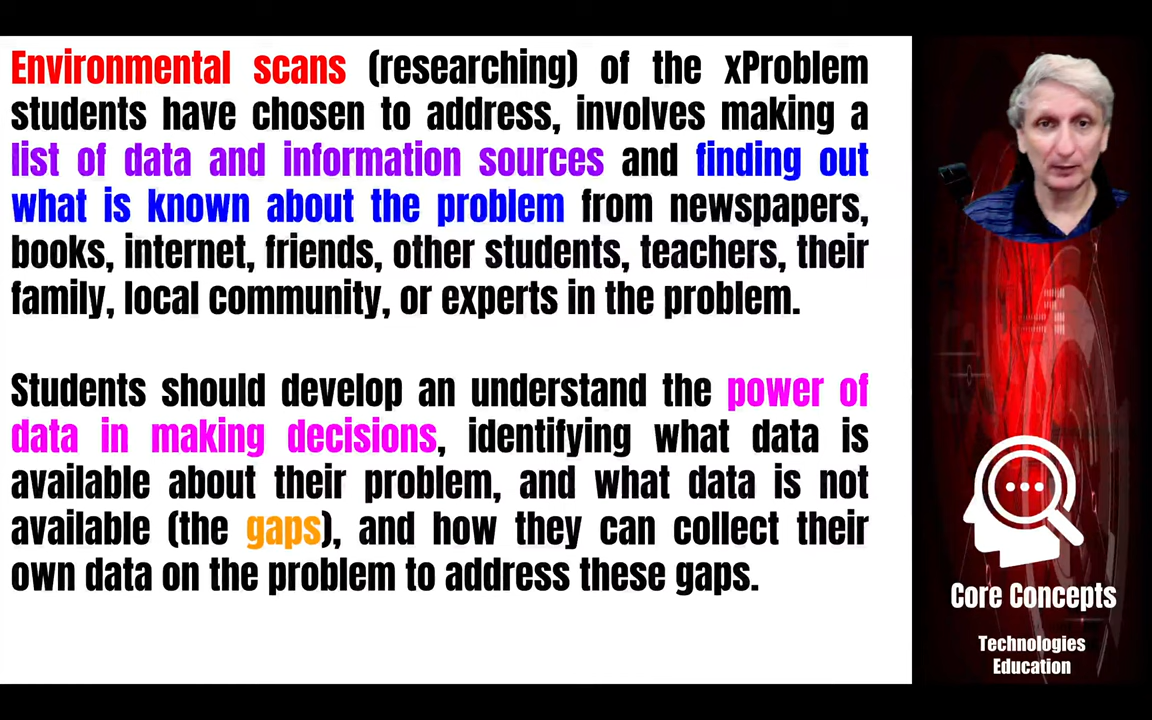 Environmental scans (researching) of the xProblem
students have chosen to address, involves making a
list of data and information sources and finding out
what is known about the problem from newspapers,
books, internet, friends, other students, teachers, their
family, local community, or experts in the problem.
Students should develop an understand the power of
data in making decisions, identifying what data is
available about their problem, and what data is not
available (the gaps), and how they can collect their
own data on the problem to address these gaps.
Core Concepts
Technologies
Education